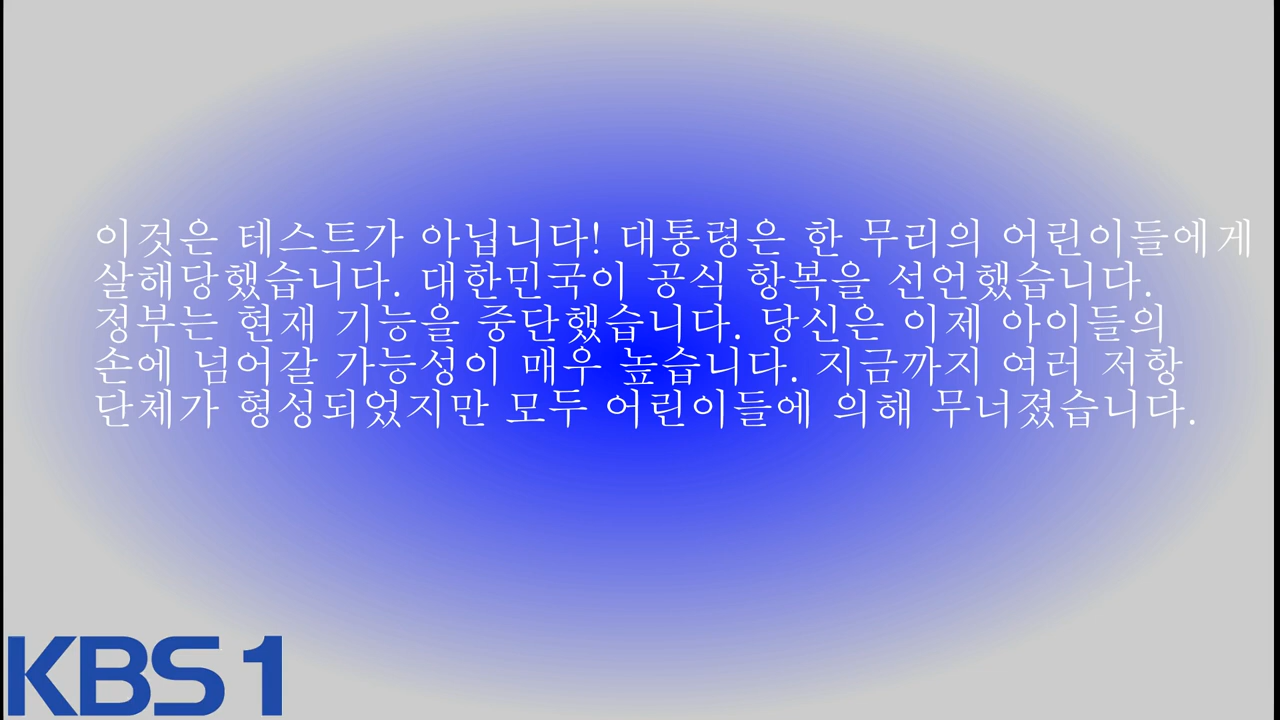 이것은 테스트가 아닙니다! 대통령은 한 무리의 어린이들에게
살해당했습니다. 대한민국이 공식 항복을 선언했습니다.
정부는 현재 기능을 중단했습니다. 당신은 이제 아이들의
손에 넘어갈 가능성이 매우 높습니다. 지금까지 여러 저항
단체가 형성되었지만 모두 어린이들에 의해 무너졌습니다.
KBS 1